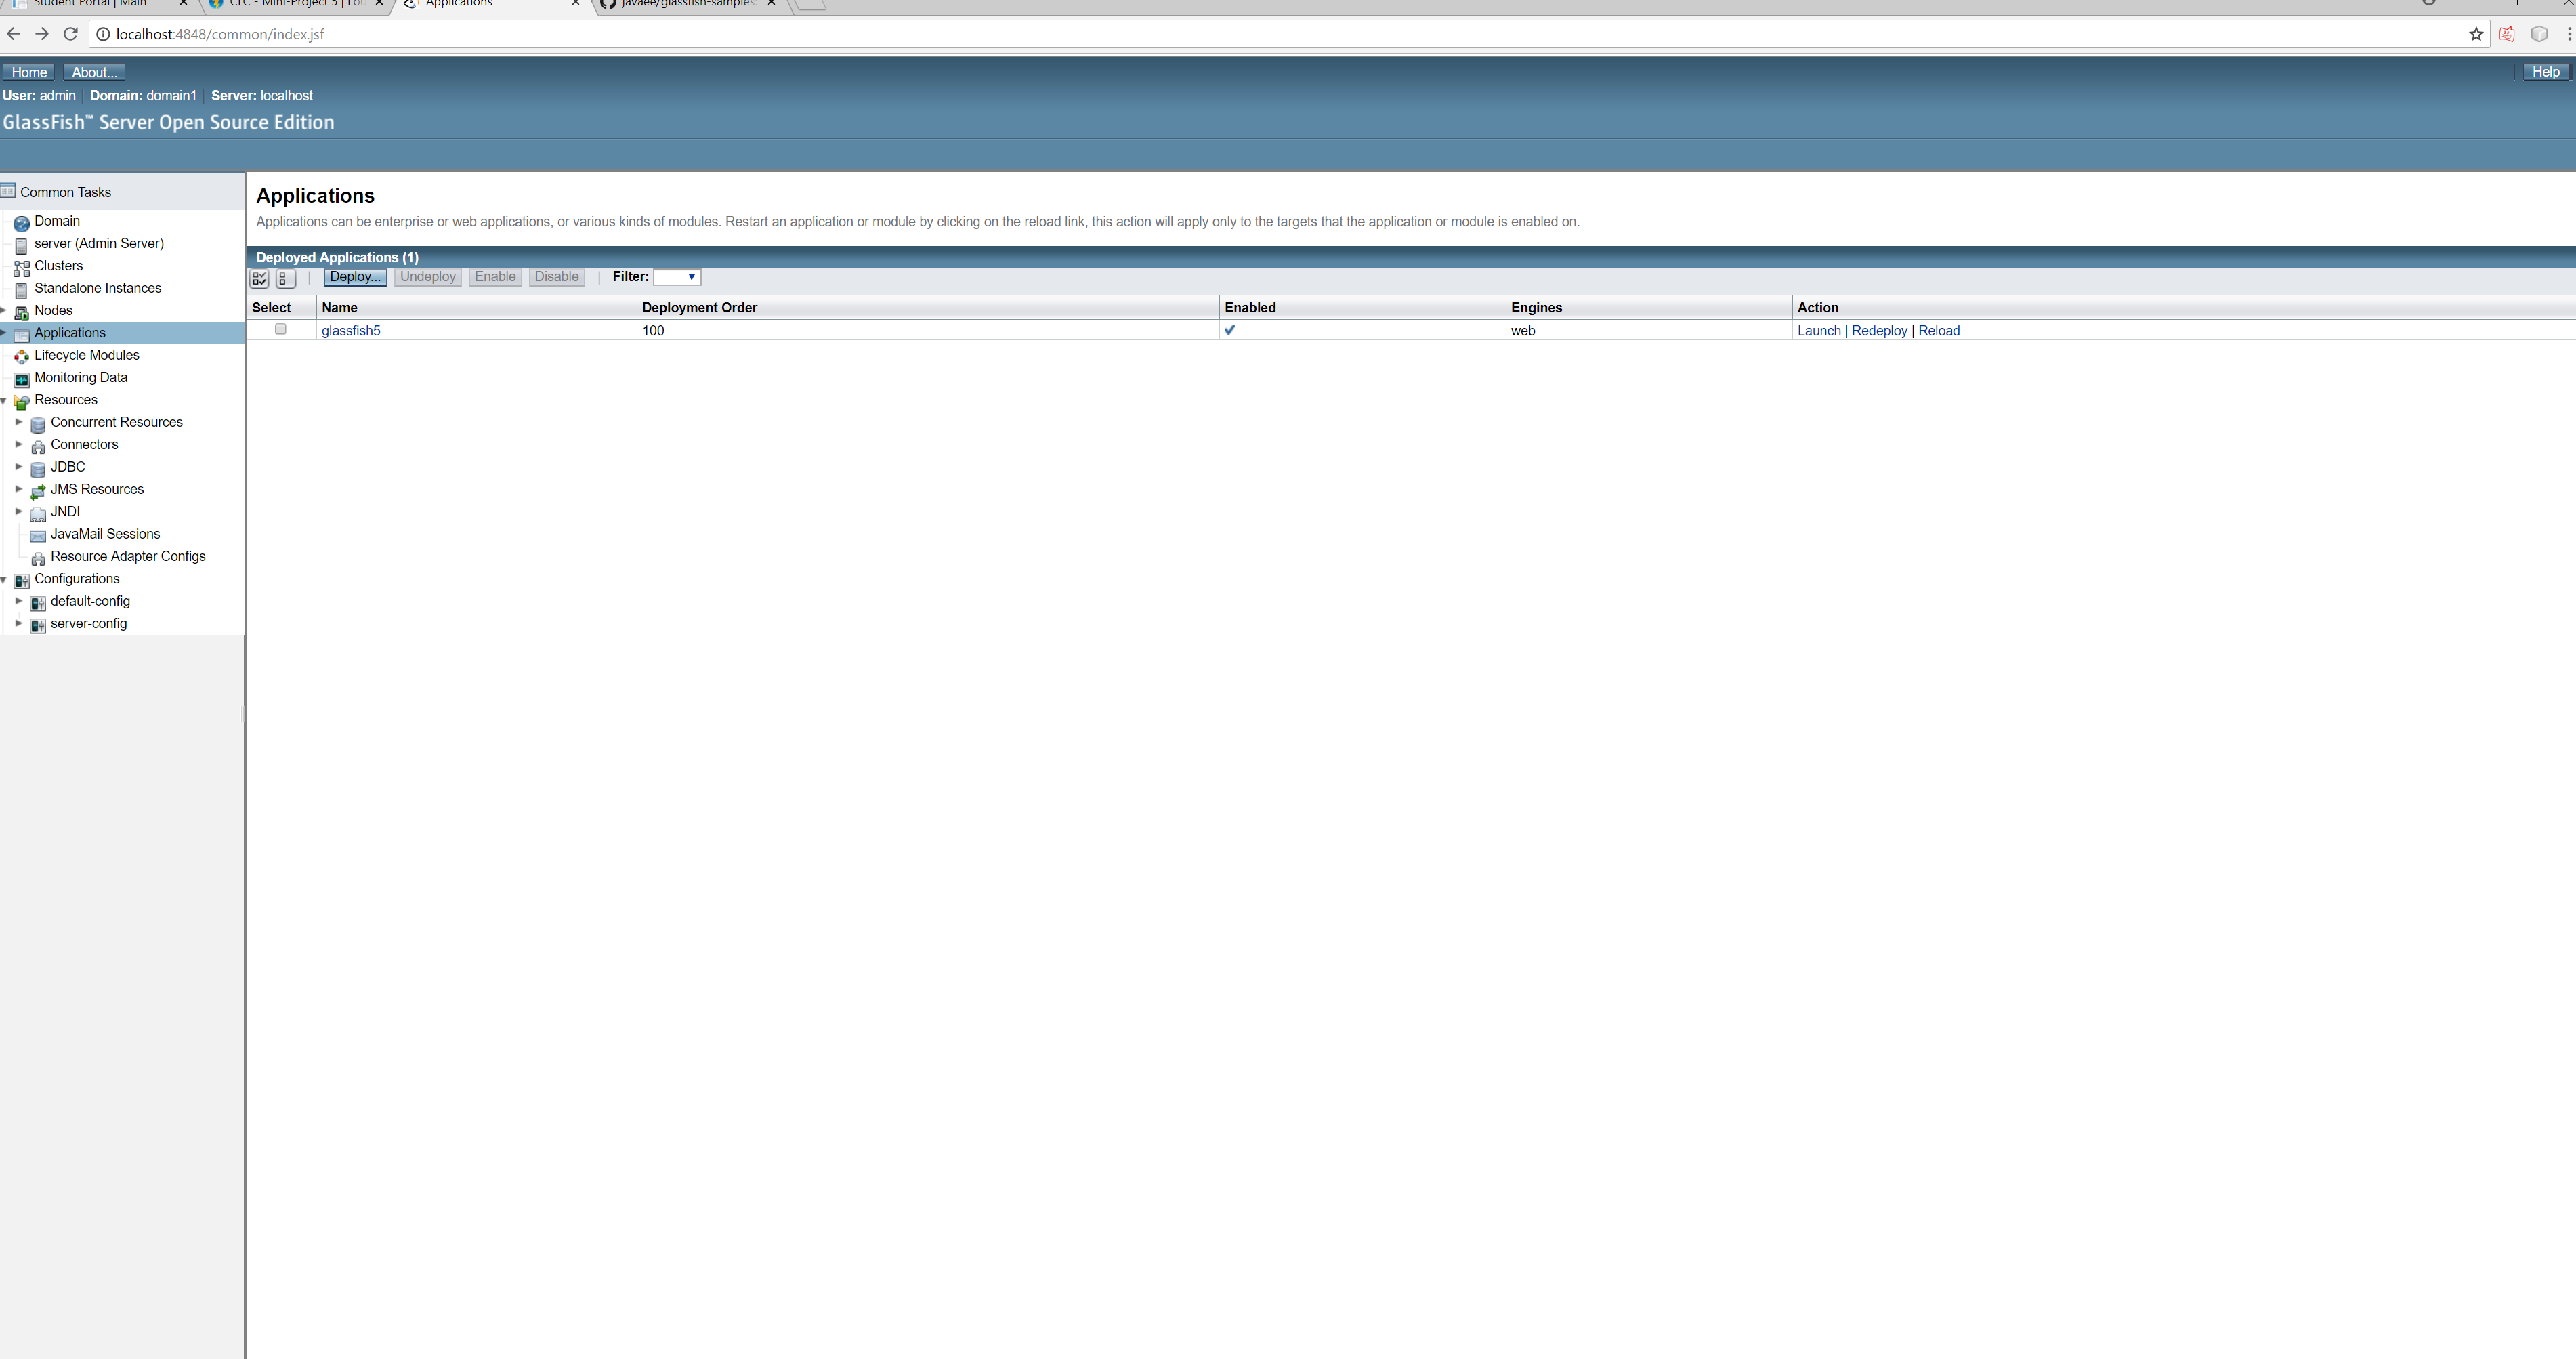 Student Portal | Main
CLC - Mini-Project 5 | Lou
Applications
javaee/glassfish-samples
localhost:4848/common/index.jsf
Home About... Help
User: admin Domain: domain1 Server: localhost
GlassFish™ Server Open Source Edition
Common Tasks
Domain
server (Admin Server)
Clusters
Standalone Instances
Nodes
Applications
Lifecycle Modules
Monitoring Data
Resources
Concurrent Resources
Connectors
JDBC
JMS Resources
JNDI
JavaMail Sessions
Resource Adapter Configs
Configurations
default-config
server-config
Applications
Applications can be enterprise or web applications, or various kinds of modules. Restart an application or module by clicking on the reload link, this action will apply only to the targets that the application or module is enabled on.
Deployed Applications (1)
Deploy... Undeploy Enable Disable Filter:
Select Name Deployment Order Enabled Engines Action
glassfish5 100 web Launch | Redeploy | Reload